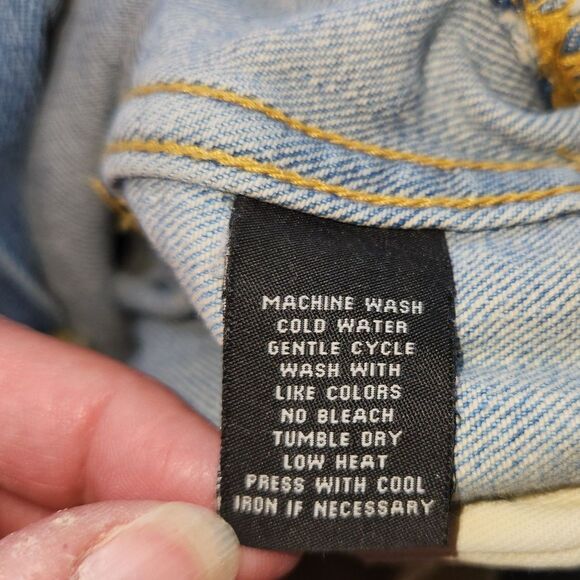 MACHINE WASH
COLD WATER
GENTLE CYCLE
WASH WITH
LIKE COLORS
NO BLEACH
TUMBLE DRY
LOW HEAT
PRESS WITH COOL
IRON IF NECESSARY